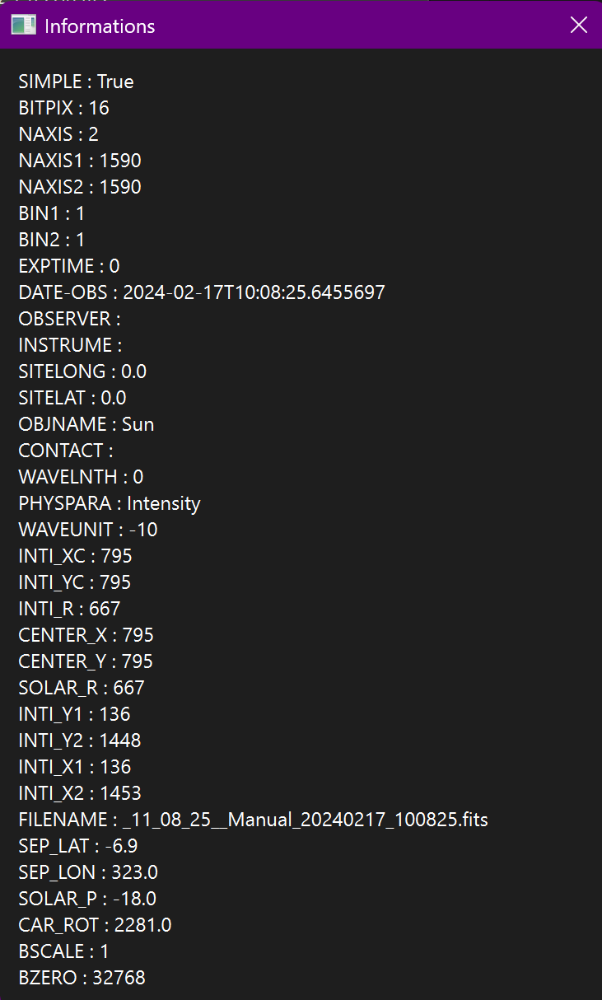 Informations
SIMPLE : True
BITPIX : 16
NAXIS : 2
NAXIS1 : 1590
NAXIS2 : 1590
BIN1 : 1
BIN2 : 1
EXPTIME : 0
DATE-OBS : 2024-02-17T10:08:25.6455697
OBSERVER :
INSTRUME :
SITELONG : 0.0
SITELAT : 0.0
OBJNAME : Sun
CONTACT :
WAVELNTH : 0
PHYSPARA : Intensity
WAVEUNIT : -10
INTI_XC : 795
INTI_YC : 795
INTI_R : 667
CENTER_X : 795
CENTER_Y : 795
SOLAR_R : 667
INTI_Y1 : 136
INTI_Y2 : 1448
INTI_X1 : 136
INTI_X2 : 1453
FILENAME : _11_08_25__Manual_20240217_100825.fits
SEP_LAT : -6.9
SEP_LON : 323.0
SOLAR_P : -18.0
CAR_ROT : 2281.0
BSCALE : 1
BZERO : 32768